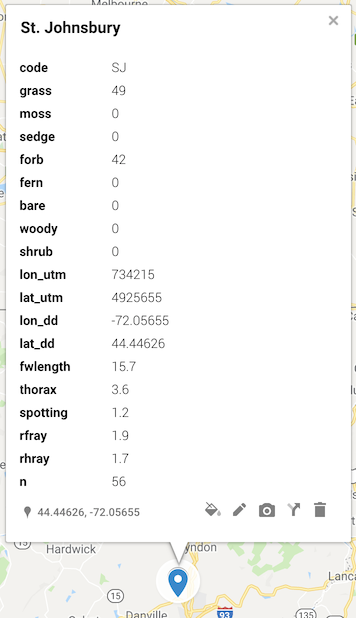 Melbourne
St. Johnsbury
code SJ
grass 49
moss 0
sedge 0
forb 42
fern 0
bare 0
woody 0
shrub 0
lon_utm 734215
lat_utm 4925655
lon_dd -72.05655
lat_dd 44.44626
fwlength 15.7
thorax 3.6
spotting 1.2
rfray 1.9
rhray 1.7
n 56
44.44626, -72.05655
Hardwick
yndon
15
15
Lanca
Danville
93